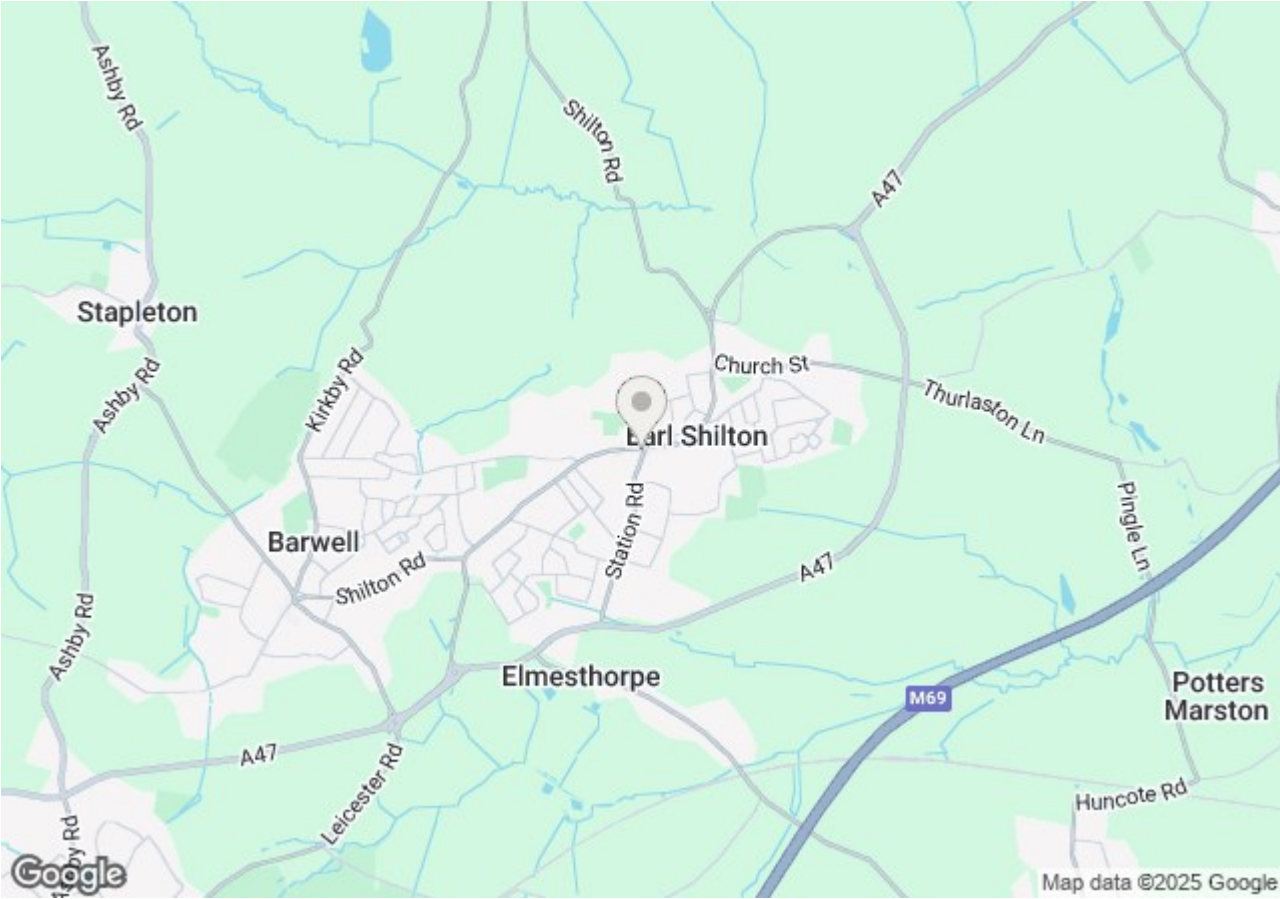 Ashby Rd
Shilton Rd
A47
Stapleton
Kirkby Rd
Church St
Ashby Rd
Thurlaston Ln
Earl Shilton
Station Rd
Pingle Ln
Barwell
Shilton Rd
A47
Ashby Rd
Elmesthorpe
Potters
Marston
M69
A47
Leicester Rd
Huncote Rd
Ashby Rd
Google
Map data ©2025 Google